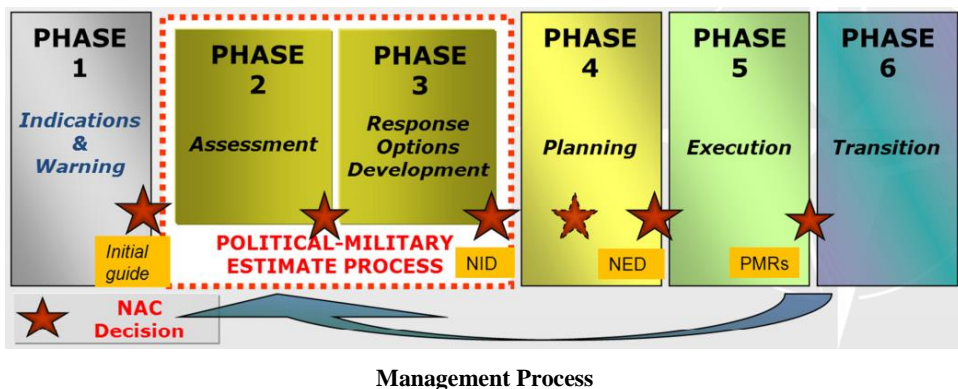 PHASE
1
Indications
&
Warning
Initial
guide
PHASE
2
Assessment
PHASE
3
Response
Options
Development
POLITICAL-MILITARY
ESTIMATE PROCESS
NID
PHASE
4
Planning
NED
PHASE
5
Execution
PMRs
PHASE
6
Transition
NAC
Decision
Management Process